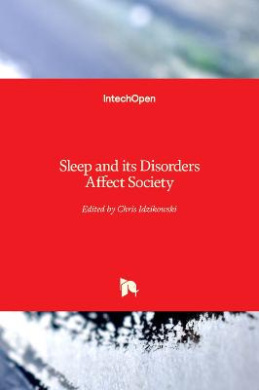 IntechOpen
Sleep and its Disorders
Affect Society
Edited by Chris Idzikowski